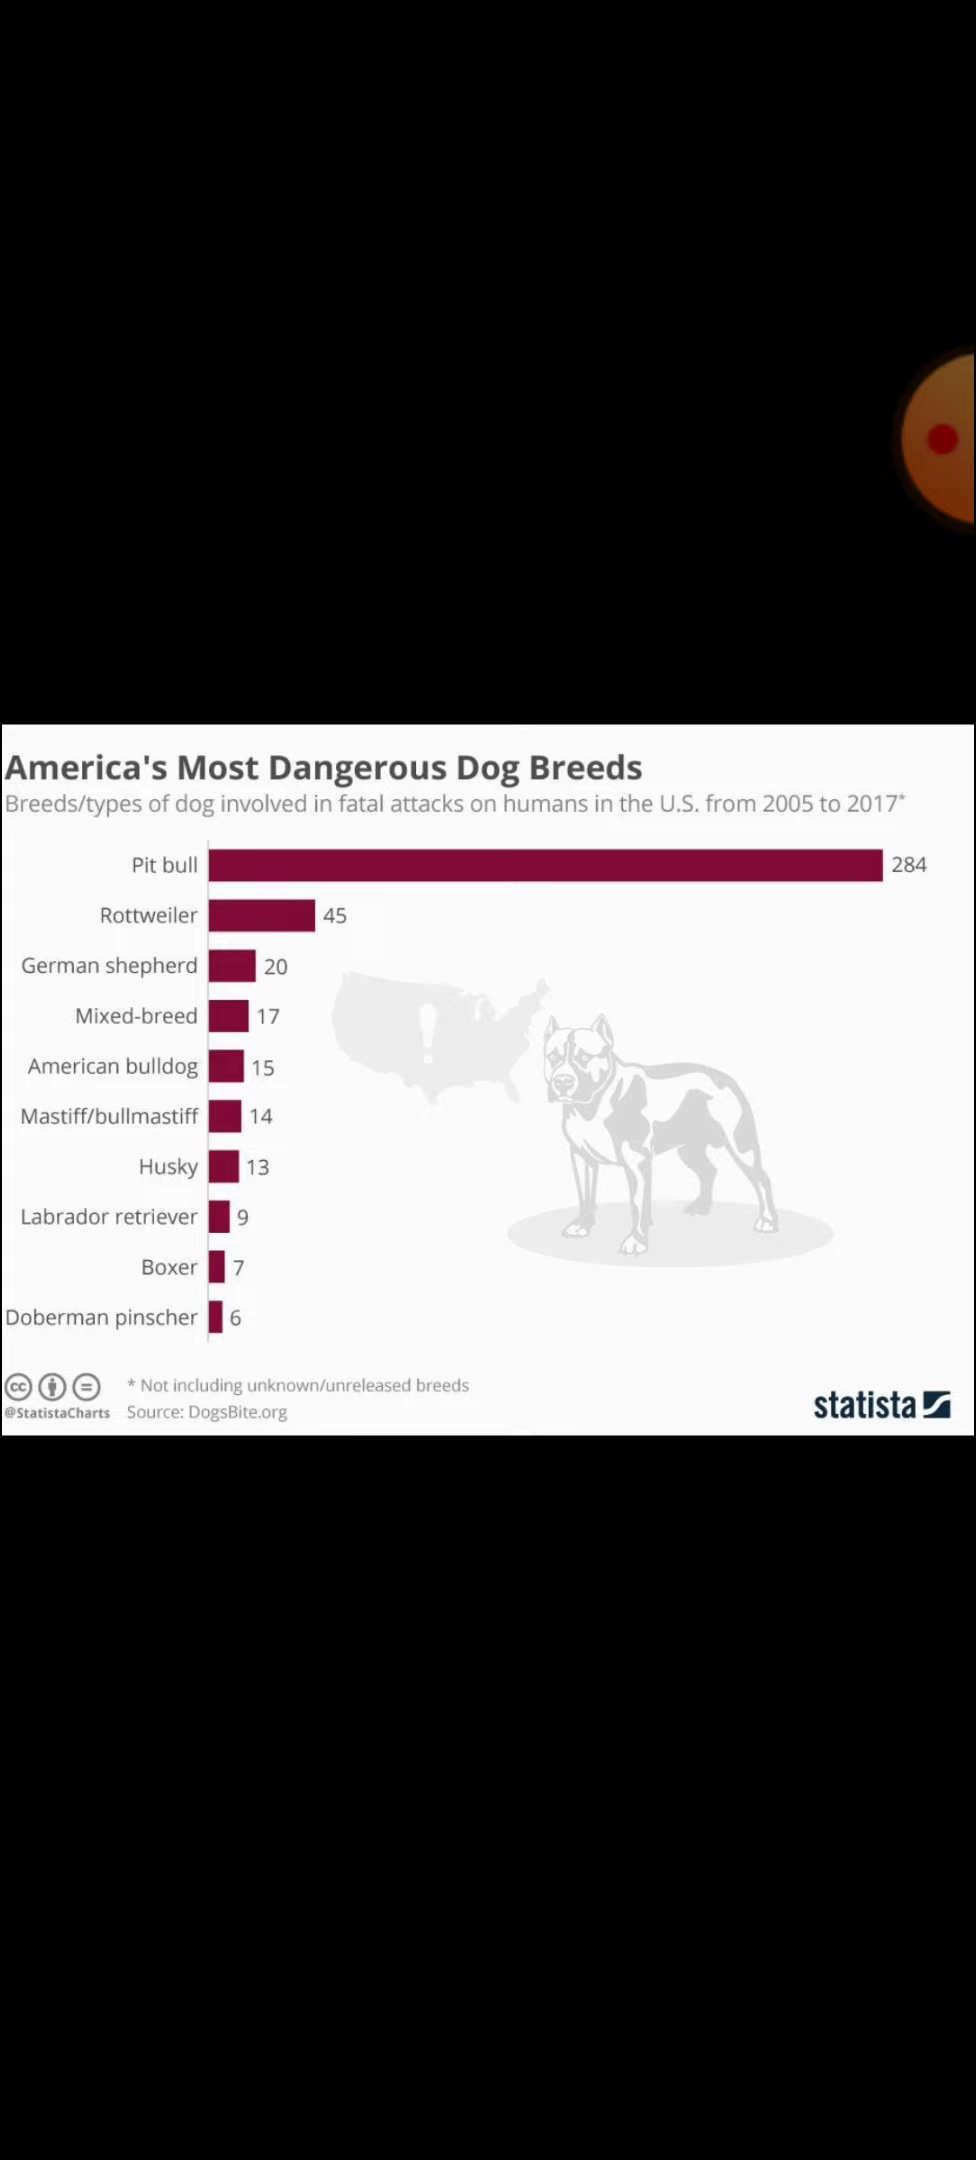 America's Most Dangerous Dog Breeds
Breeds/types of dog involved in fatal attacks on humans in the U.S. from 2005 to 2017*
Pit bull 284
Rottweiler 45
German shepherd 20
Mixed-breed 17
American bulldog 15
Mastiff/bullmastiff 14
Husky 13
Labrador retriever 9
Boxer 7
Doberman pinscher 6
* Not including unknown/unreleased breeds
@StatistaCharts Source: DogsBite.org
statista